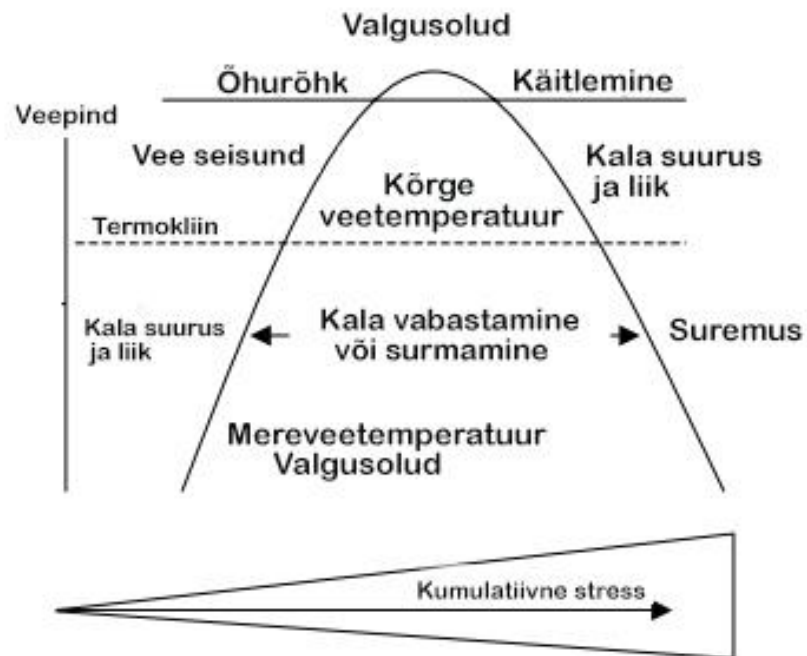 Valgusolud
Õhurõhk
Käitlemine
Veepind
Vee seisund
Kala suurus
ja liik
Kõrge
veetemperatuur
Termokliin
Kala suurus
ja liik
Kala vabastamine
või surmamine
Suremus
Mereveetemperatuur
Valgusolud
Kumulatiivne stress